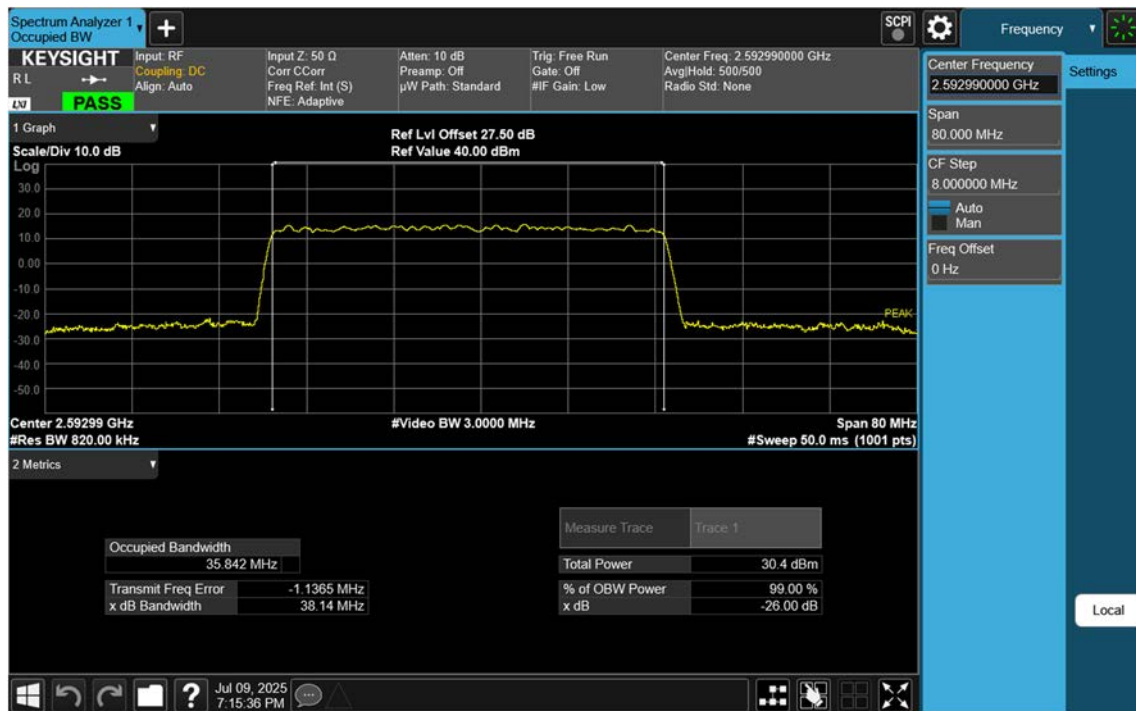 Spectrum Analyzer 1
Occupied BW
SCPI
Frequency
KEYSIGHT
R L
LXI
PASS
Input: RF
Coupling: DC
Align: Auto
Input Z: 50 Ω
Corr CCorr
Freq Ref: Int (S)
NFE: Adaptive
Atten: 10 dB
Preamp: Off
µW Path: Standard
Trig: Free Run
Gate: Off
#IF Gain: Low
Center Freq: 2.592990000 GHz
Avg|Hold: 500/500
Radio Std: None
Center Frequency
2.592990000 GHz
Settings
Span
80.000 MHz
CF Step
8.000000 MHz
Auto
Man
Freq Offset
0 Hz
Local
1 Graph
Scale/Div 10.0 dB
Ref Lvl Offset 27.50 dB
Ref Value 40.00 dBm
Log
30.0
20.0
10.0
0.00
-10.0
-20.0
-30.0
-40.0
-50.0
PEAK
Center 2.59299 GHz
#Video BW 3.0000 MHz
Span 80 MHz
#Res BW 820.00 kHz
#Sweep 50.0 ms (1001 pts)
2 Metrics
Measure Trace Trace 1
Occupied Bandwidth
35.842 MHz
Total Power 30.4 dBm
Transmit Freq Error -1.1365 MHz
% of OBW Power 99.00 %
x dB Bandwidth 38.14 MHz
x dB -26.00 dB
Jul 09, 2025
7:15:36 PM